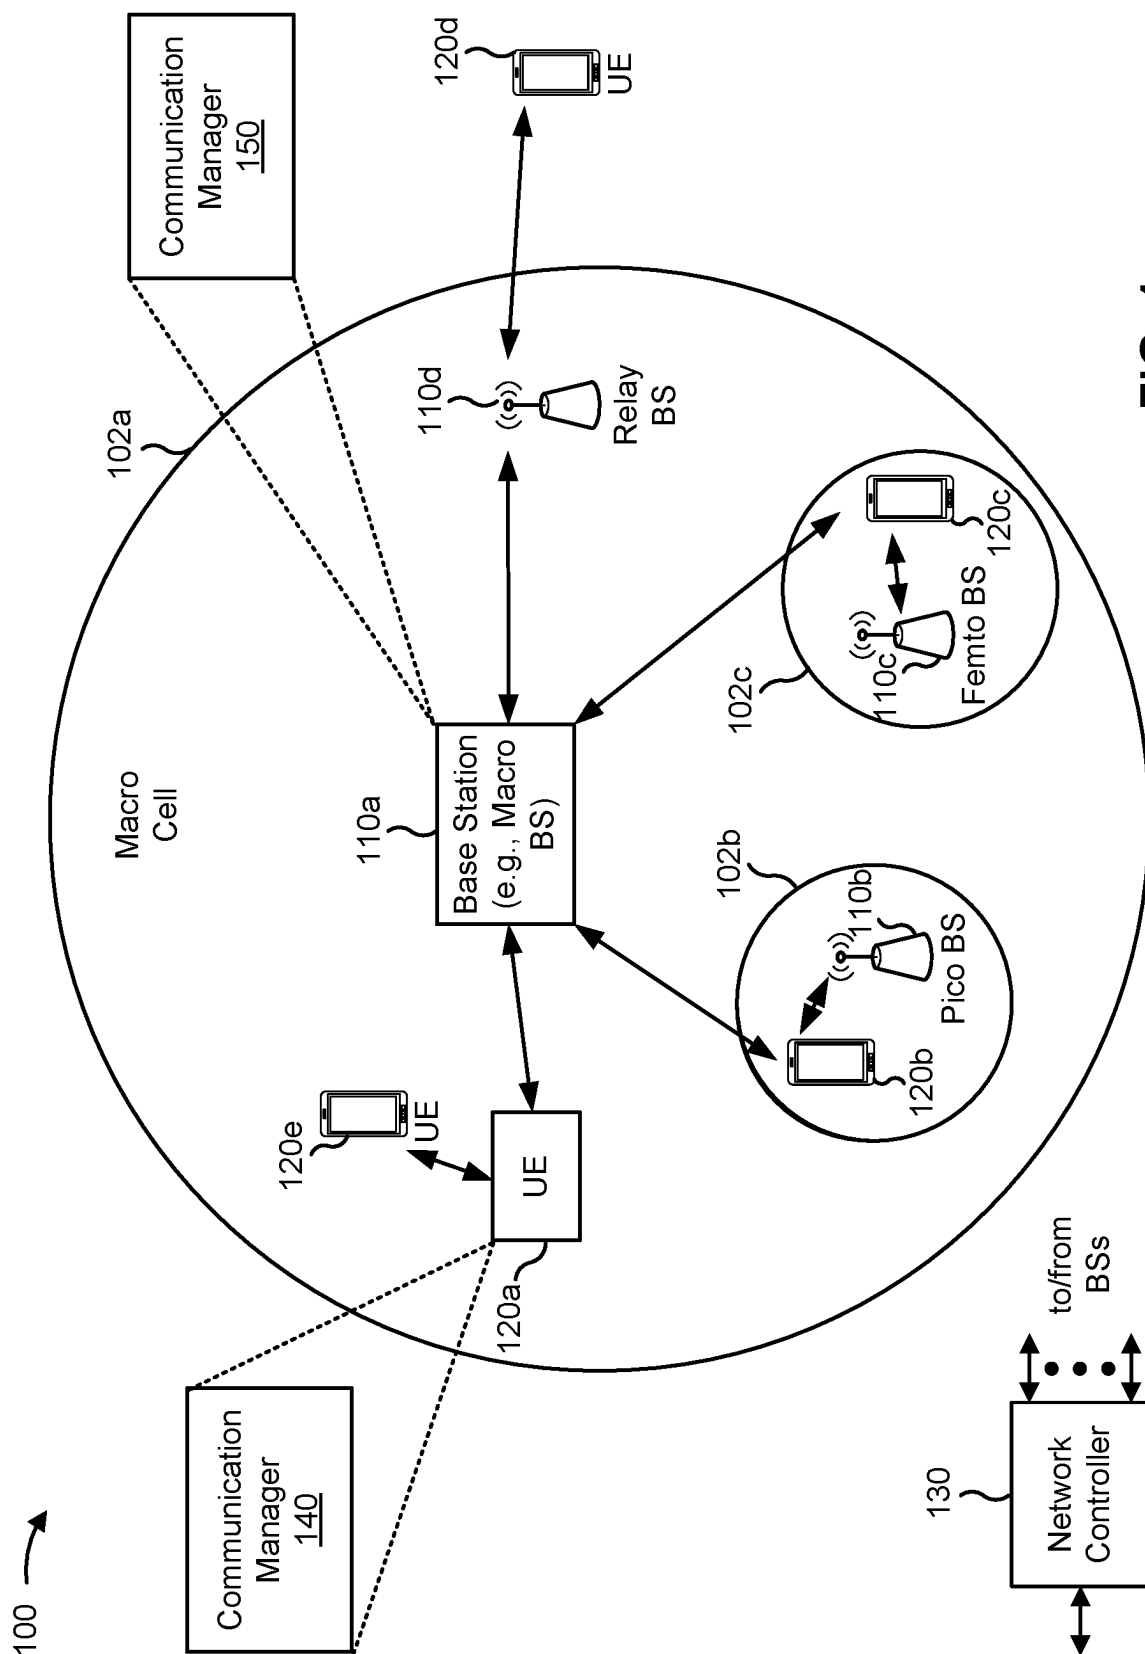 100
Macro
Cell
102a
Communication
Manager
150
Communication
Manager
140
120e
UE
110a
110d
120d
UE
Base Station
(e.g., Macro
BS)
120a
UE
Relay
BS
102b
102c
120b
110b
Pico BS
110c
Femto BS
120c
130
Network
Controller
to/from
BSs